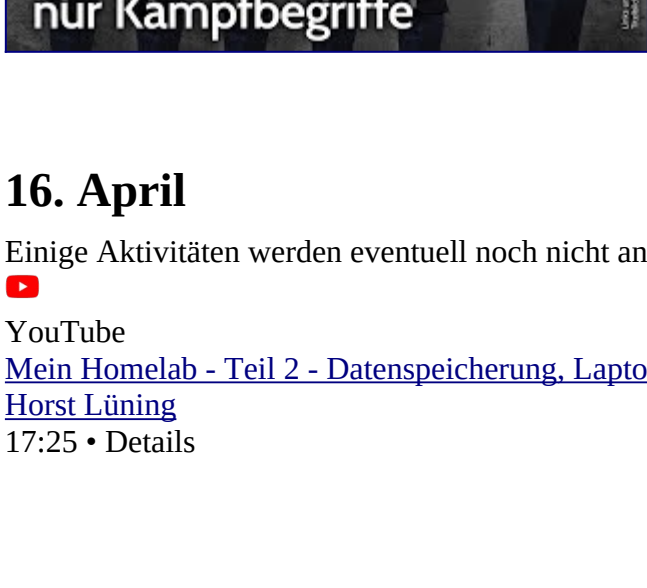 nur Kampfbegriffe
16. April
Einige Aktivitäten werden eventuell noch nicht an
YouTube
Mein Homelab - Teil 2 - Datenspeicherung, Lapto
Horst Lüning
17:25 • Details